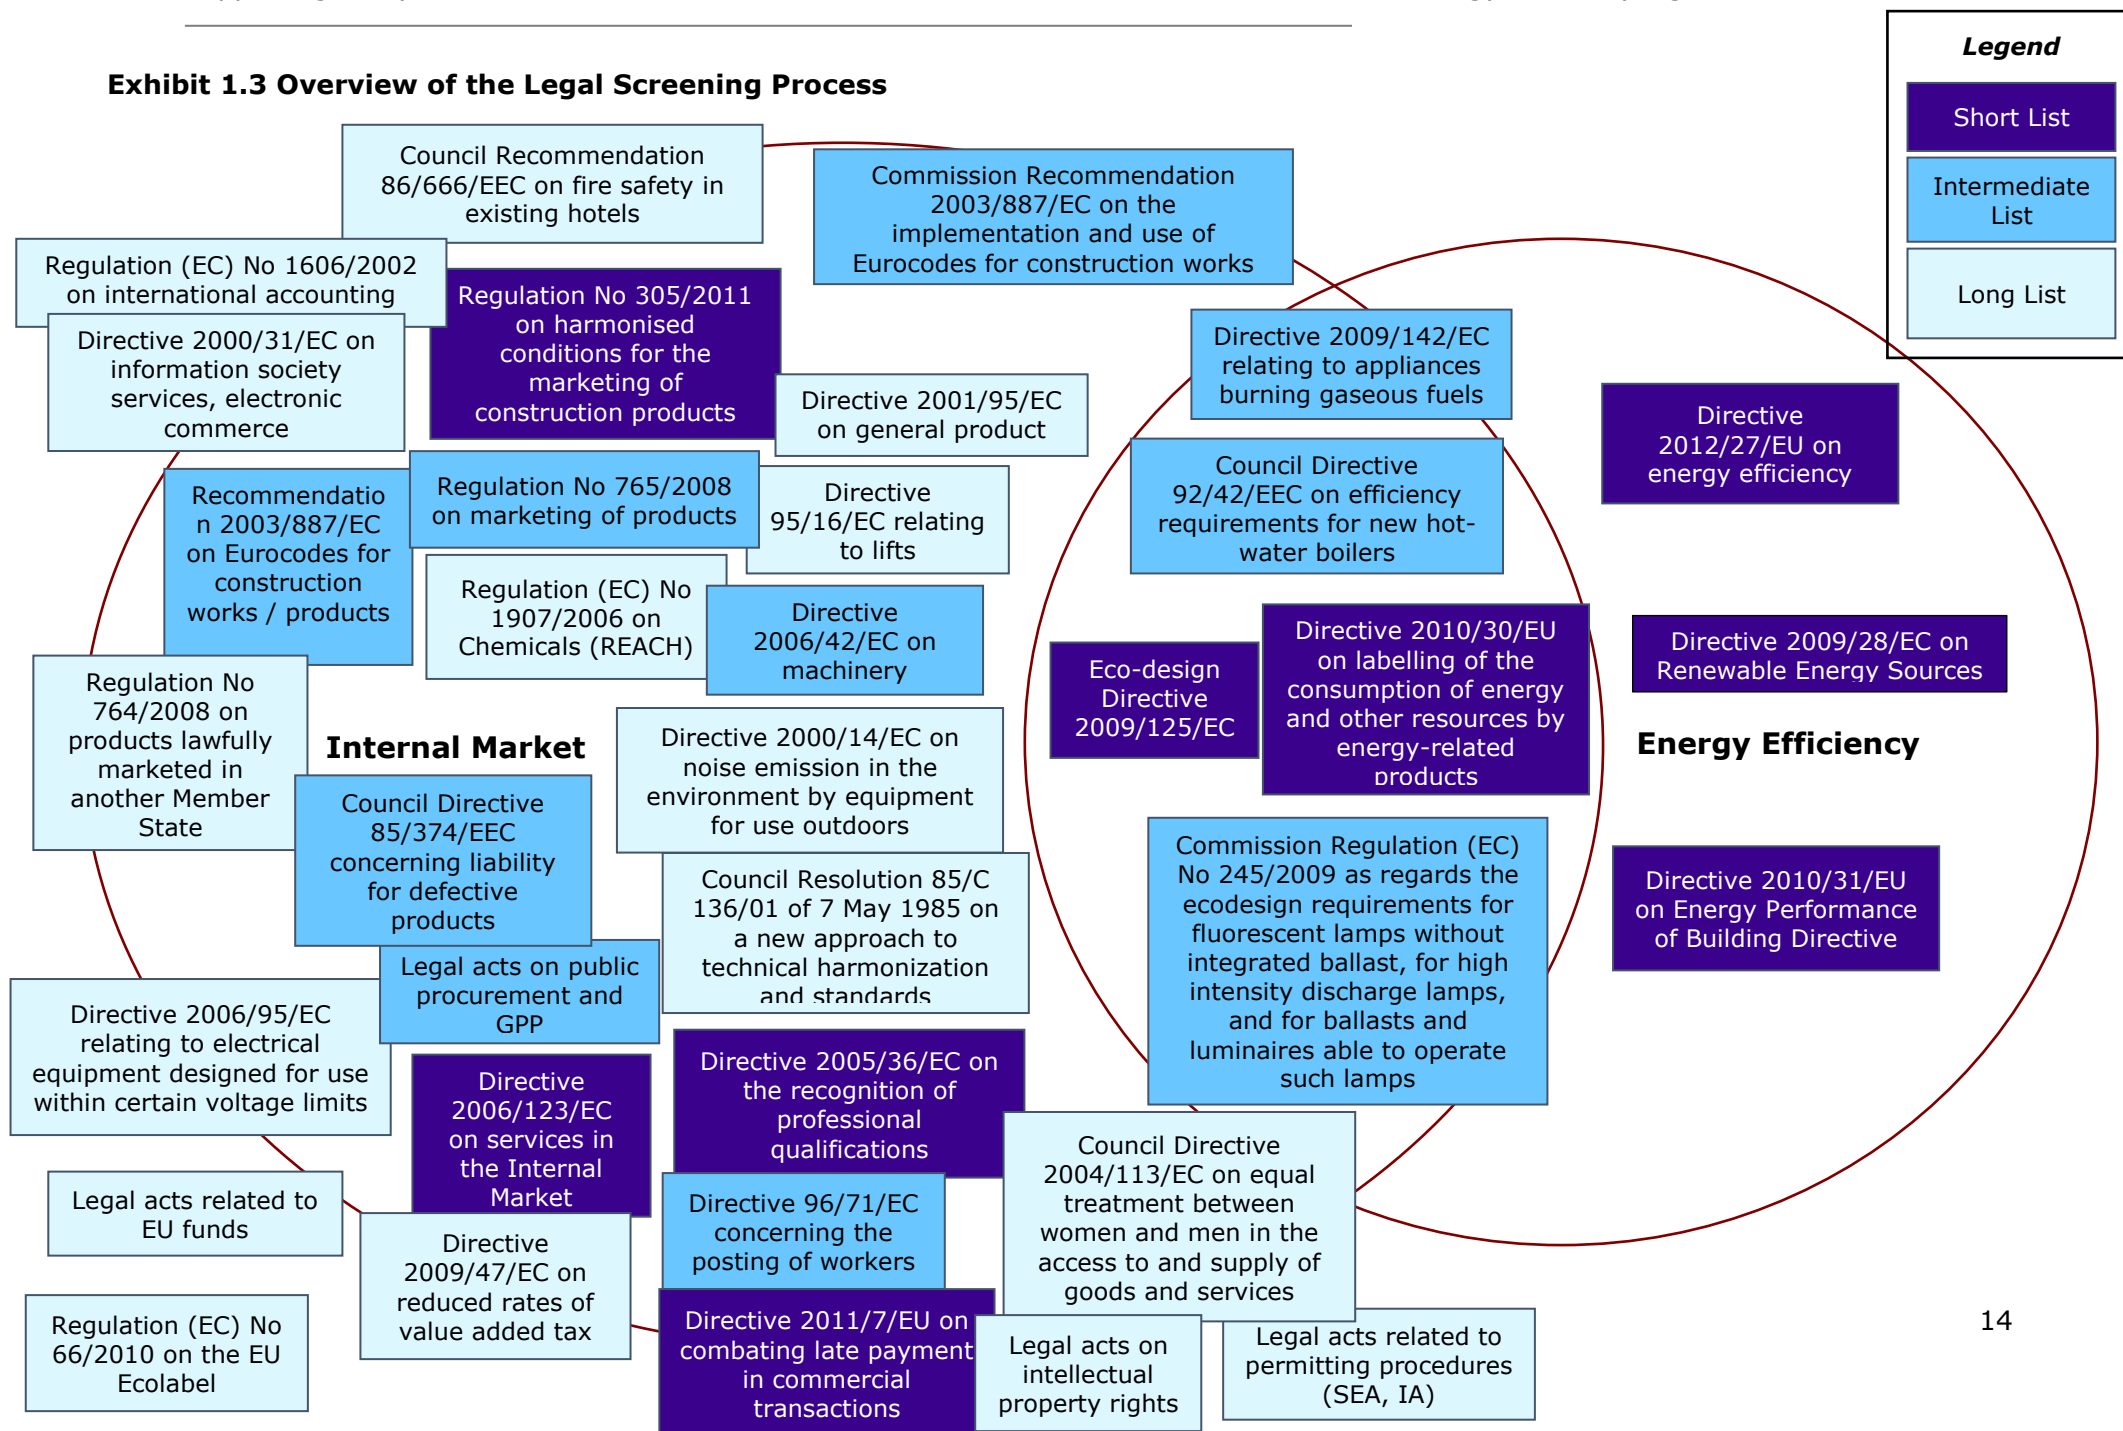 Exhibit 1.3 Overview of the Legal Screening Process
Legend
Short List
Intermediate
List
Long List
Council Recommendation
86/666/EEC on fire safety in
existing hotels
Commission Recommendation
2003/887/EC on the
implementation and use of
Eurocodes for construction works
Regulation (EC) No 1606/2002
on international accounting
Regulation No 305/2011
on harmonised
conditions for the
marketing of
construction products
Directive 2000/31/EC on
information society
services, electronic
commerce
Directive 2001/95/EC
on general product
Directive 2009/142/EC
relating to appliances
burning gaseous fuels
Directive
2012/27/EU on
energy efficiency
Council Directive
92/42/EEC on efficiency
requirements for new hot-
water boilers
Recommendatio
n 2003/887/EC
on Eurocodes for
construction
works / products
Regulation No 765/2008
on marketing of products
Directive
95/16/EC relating
to lifts
Regulation (EC) No
1907/2006 on
Chemicals (REACH)
Directive
2006/42/EC on
machinery
Eco-design
Directive
2009/125/EC
Directive 2010/30/EU
on labelling of the
consumption of energy
and other resources by
energy-related
products
Directive 2009/28/EC on
Renewable Energy Sources
Regulation No
764/2008 on
products lawfully
marketed in
another Member
State
Internal Market
Directive 2000/14/EC on
noise emission in the
environment by equipment
for use outdoors
Energy Efficiency
Council Directive
85/374/EEC
concerning liability
for defective
products
Council Resolution 85/C
136/01 of 7 May 1985 on
a new approach to
technical harmonization
and standards
Commission Regulation (EC)
No 245/2009 as regards the
ecodesign requirements for
fluorescent lamps without
integrated ballast, for high
intensity discharge lamps,
and for ballasts and
luminaires able to operate
such lamps
Directive 2010/31/EU
on Energy Performance
of Building Directive
Legal acts on public
procurement and
GPP
Directive 2006/95/EC
relating to electrical
equipment designed for use
within certain voltage limits
Directive
2006/123/EC
on services in
the Internal
Market
Directive 2005/36/EC on
the recognition of
professional
qualifications
Council Directive
2004/113/EC on equal
treatment between
women and men in the
access to and supply of
goods and services
Legal acts related to
EU funds
Directive 96/71/EC
concerning the
posting of workers
Directive
2009/47/EC on
reduced rates of
value added tax
Regulation (EC) No
66/2010 on the EU
Ecolabel
Directive 2011/7/EU on
combating late payment
in commercial
transactions
Legal acts on
intellectual
property rights
Legal acts related to
permitting procedures
(SEA, IA)
14